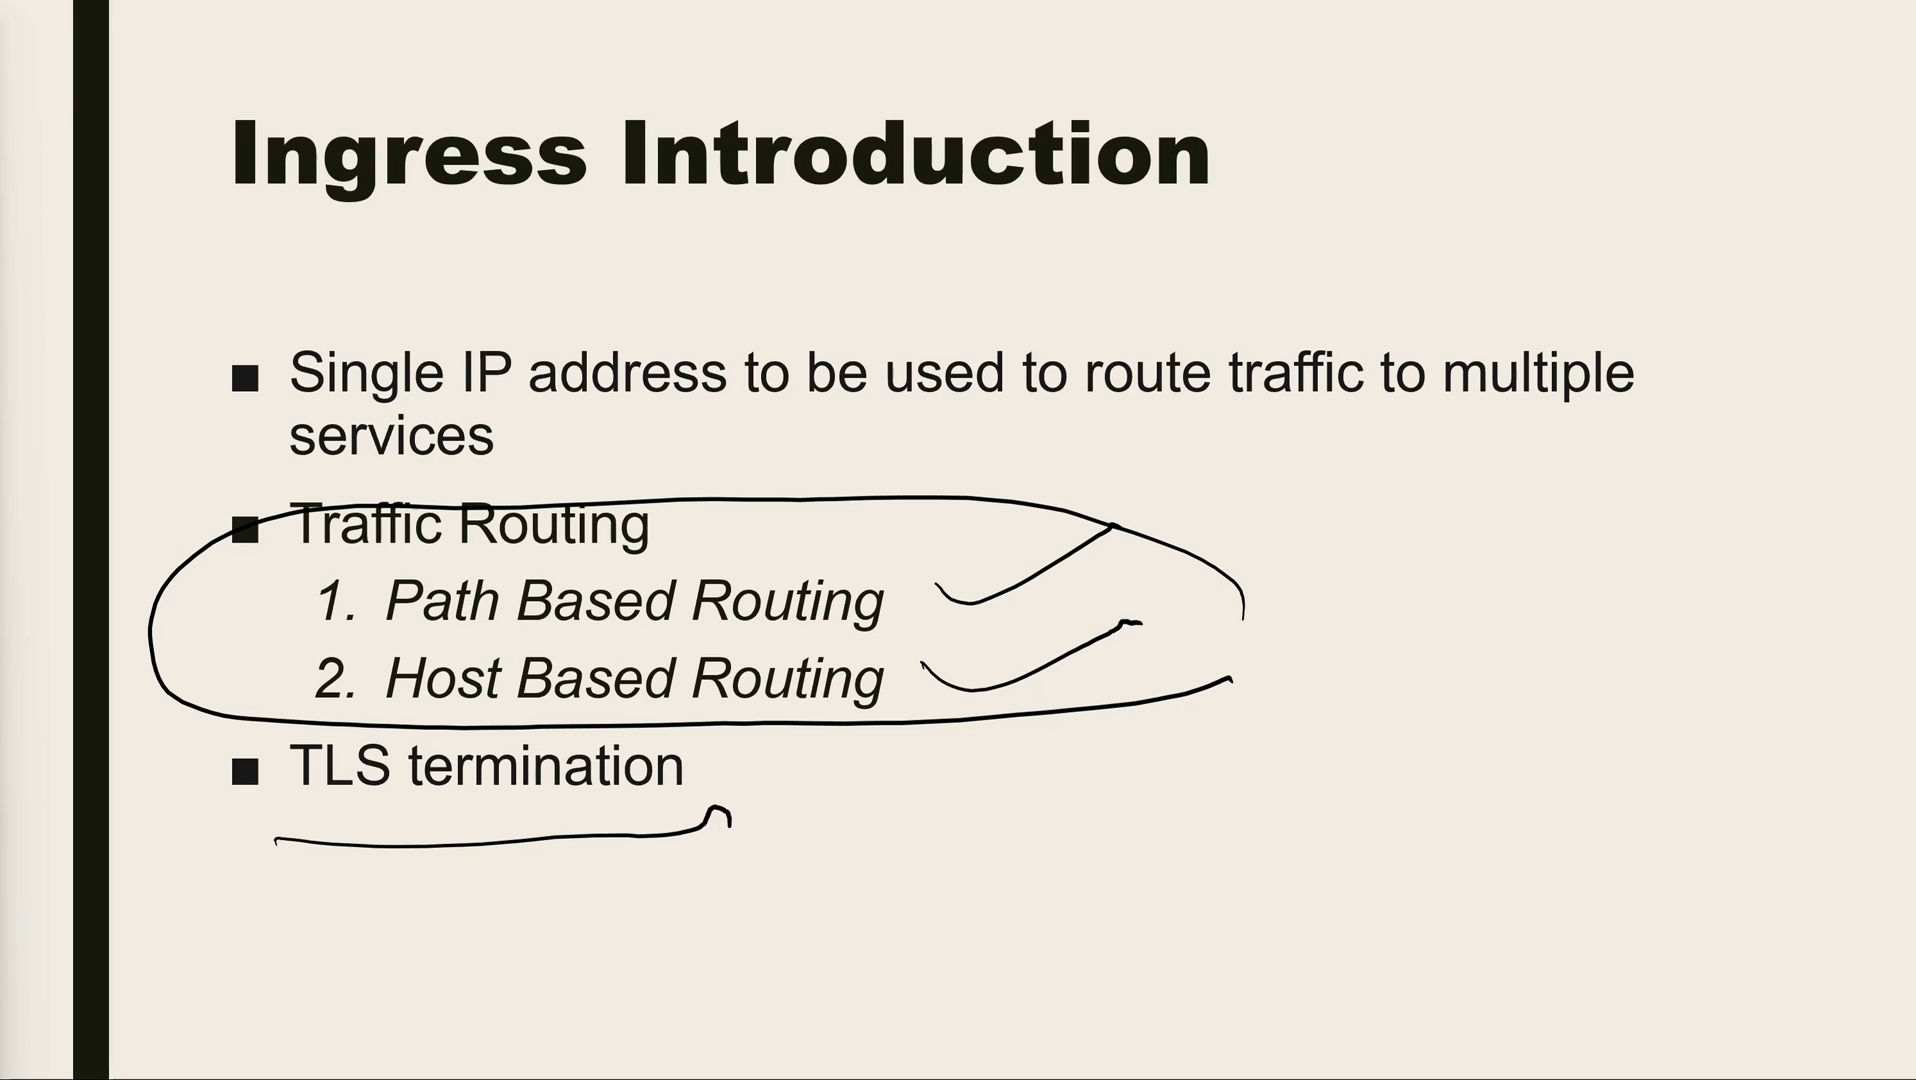 Ingress Introduction
■ Single IP address to be used to route traffic to multiple
services
■ Traffic Routing
1. Path Based Routing
2. Host Based Routing
■ TLS termination